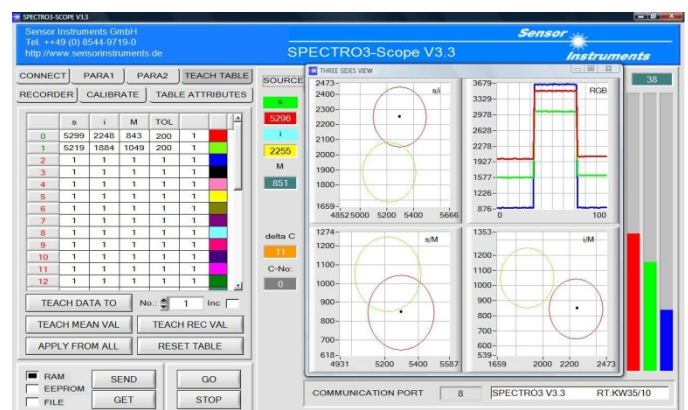 SPECTRO3-SCOPE V3.3
Sensor Instruments GmbH
Tel. ++49 (0) 8544-9719-0
http://www.sensorinstruments.de
SPECTRO3-Scope V3.3
Sensor
Instruments
CONNECT PARA1 PARA2 TEACH TABLE
RECORDER CALIBRATE TABLE ATTRIBUTES
s i M TOL
0 5299 2248 843 200 1
1 5219 1884 1049 200 1
2 1 1 1 1 1
3 1 1 1 1 1
4 1 1 1 1 1
5 1 1 1 1 1
6 1 1 1 1 1
7 1 1 1 1 1
8 1 1 1 1 1
9 1 1 1 1 1
10 1 1 1 1 1
11 1 1 1 1 1
12 1 1 1 1 1
TEACH DATA TO No.: 1 Inc
TEACH MEAN VAL TEACH REC VAL
APPLY FROM ALL RESET TABLE
RAM
EEPROM
FILE
SEND GO
GET STOP
SOURCE
s
5296
i
2255
M
851
delta C
11
C-No:
0
THREE SIDES VIEW
s/i
2473-
2400-
2300-
2200-
2100-
2000-
1900-
1800-
1659-
4852 5000 5200 5400 5666
RGB
3679-
3329-
2978-
2628-
2278-
1927-
1577-
1226-
876-
0 100
s/M
1274-
1200-
1100-
1000-
900-
800-
700-
618-
4931 5200 5400 5587
i/M
1353-
1200-
1100-
1000-
900-
800-
700-
600-
539-
1659 2000 2200 2473
38
COMMUNICATION PORT 8 SPECTRO3 V3.3 RT:KW35/10